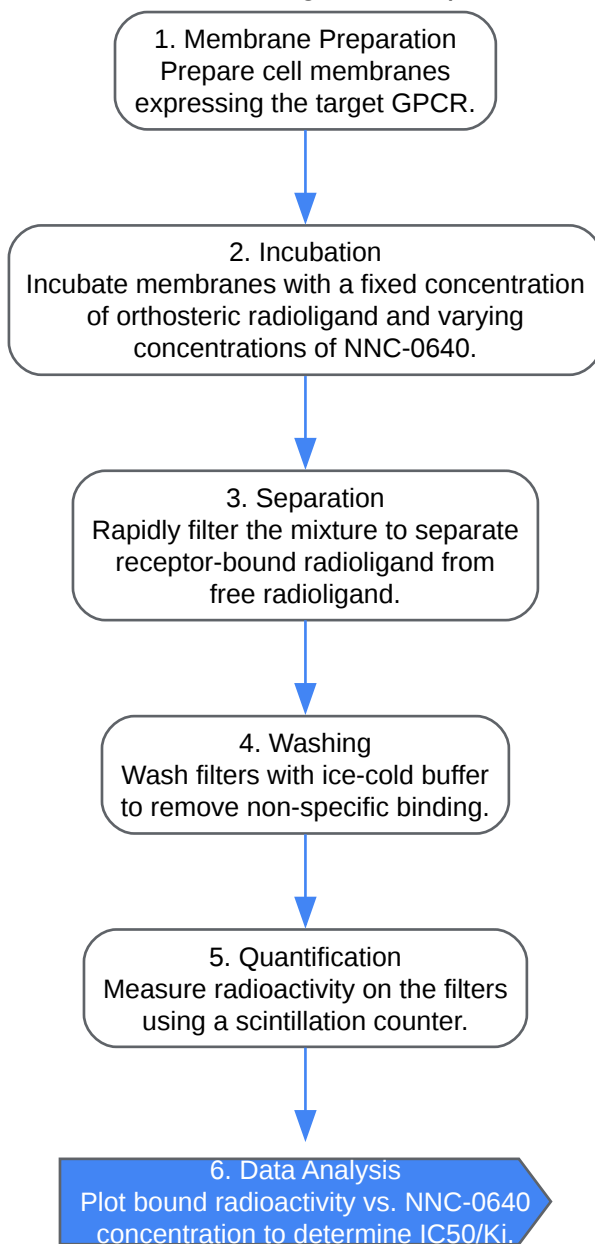 1. Membrane Preparation
Prepare cell membranes
expressing the target GPCR.
2. Incubation
Incubate membranes with a fixed concentration
of orthosteric radioligand and varying
concentrations of NNC-0640.
3. Separation
Rapidly filter the mixture to separate
receptor-bound radioligand from
free radioligand.
4. Washing
Wash filters with ice-cold buffer
to remove non-specific binding.
5. Quantification
Measure radioactivity on the filters
using a scintillation counter.
6. Data Analysis
Plot bound radioactivity vs. NNC-0640
concentration to determine IC50/Ki.